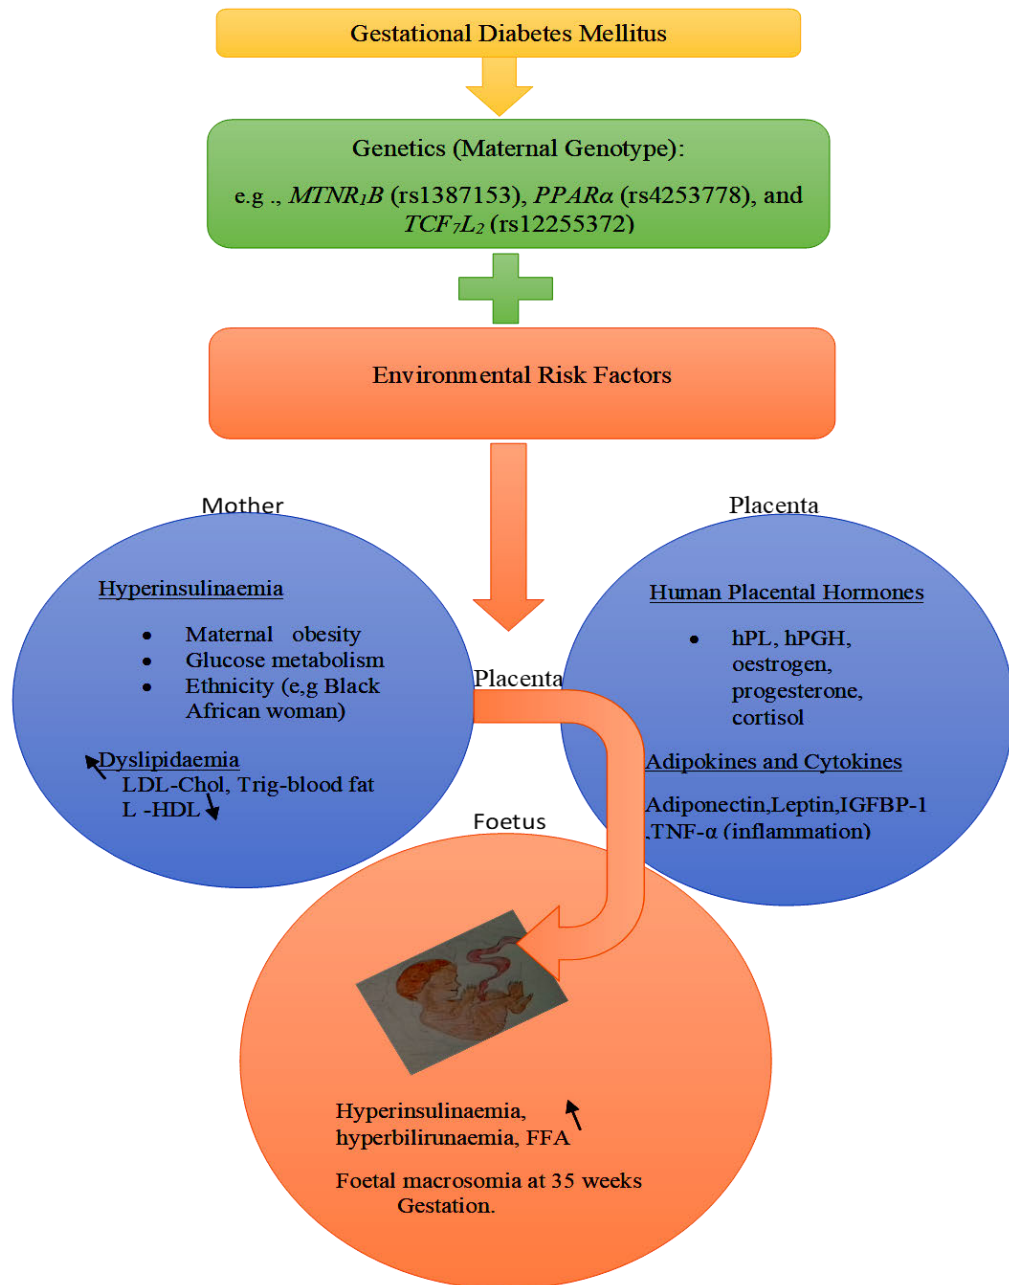 Gestational Diabetes Mellitus
Genetics (Maternal Genotype):
e.g ., MTNR₁B (rs1387153), PPARα (rs4253778), and
TCF₇L₂ (rs12255372)
Environmental Risk Factors
Mother
Hyperinsulinaemia
• Maternal obesity
• Glucose metabolism
• Ethnicity (e,g Black
African woman)
Dyslipidaemia
LDL-Chol, Trig-blood fat
L -HDL
Placenta
Placenta
Human Placental Hormones
• hPL, hPGH,
oestrogen,
progesterone,
cortisol
Adipokines and Cytokines
Adiponectin,Leptin,IGFBP-1
,TNF-α (inflammation)
Foetus
Hyperinsulinaemia,
hyperbilirunaemia, FFA
Foetal macrosomia at 35 weeks
Gestation.